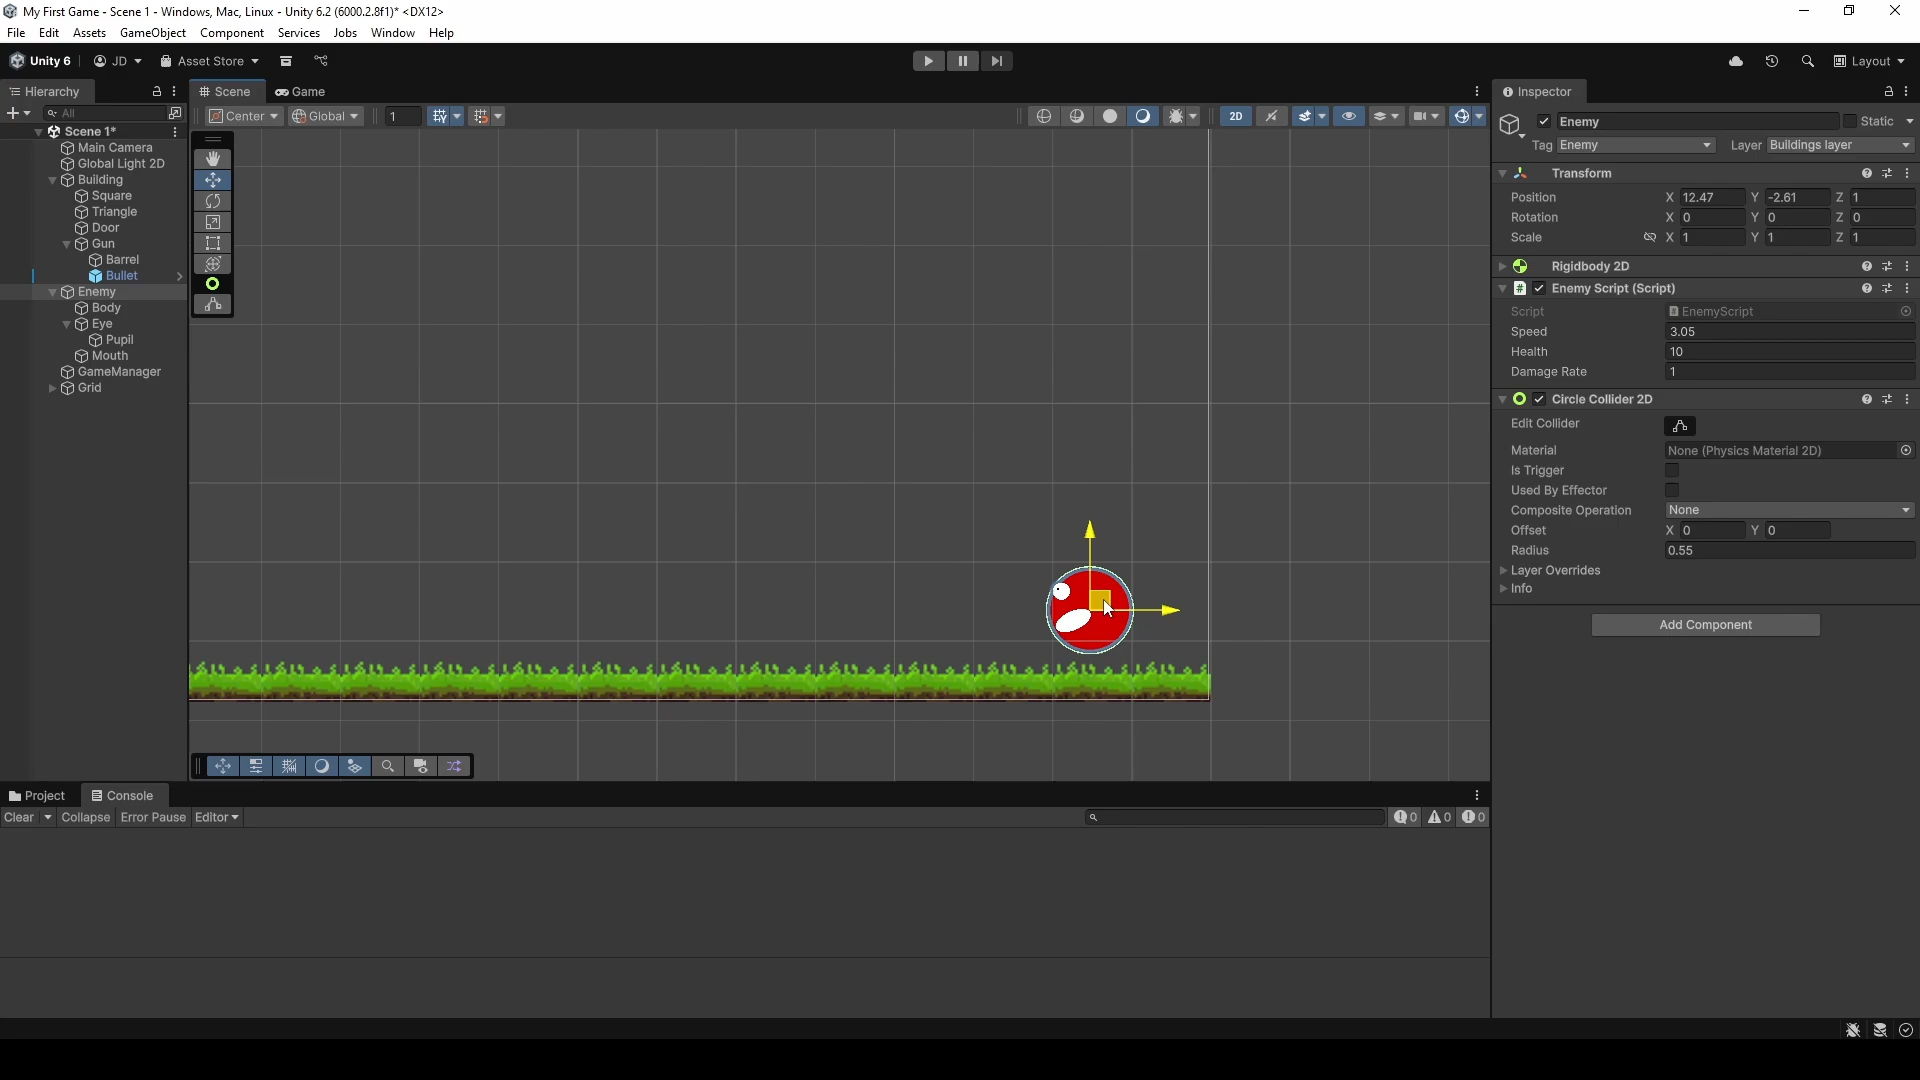 My First Game - Scene 1 - Windows, Mac, Linux - Unity 6.2 (6000.2.8f1)* <DX12>
File Edit Assets GameObject Component Services Jobs Window Help
Unity 6 JD Asset Store Layout
Hierarchy
All
Scene 1*
Main Camera
Global Light 2D
Building
Square
Triangle
Door
Gun
Barrel
Bullet
Enemy
Body
Eye
Pupil
Mouth
GameManager
Grid
Scene Game
Center Global 1 2D
Inspector
Enemy Static
Tag Enemy Layer Buildings layer
Transform
Position X 12.47 Y -2.61 Z 1
Rotation X 0 Y 0 Z 0
Scale X 1 Y 1 Z 1
Rigidbody 2D
# Enemy Script (Script)
Script EnemyScript
Speed 3.05
Health 10
Damage Rate 1
Circle Collider 2D
Edit Collider
Material None (Physics Material 2D)
Is Trigger
Used By Effector
Composite Operation None
Offset X 0 Y 0
Radius 0.55
Layer Overrides
Info
Add Component
Project Console
Clear Collapse Error Pause Editor 0 0 0